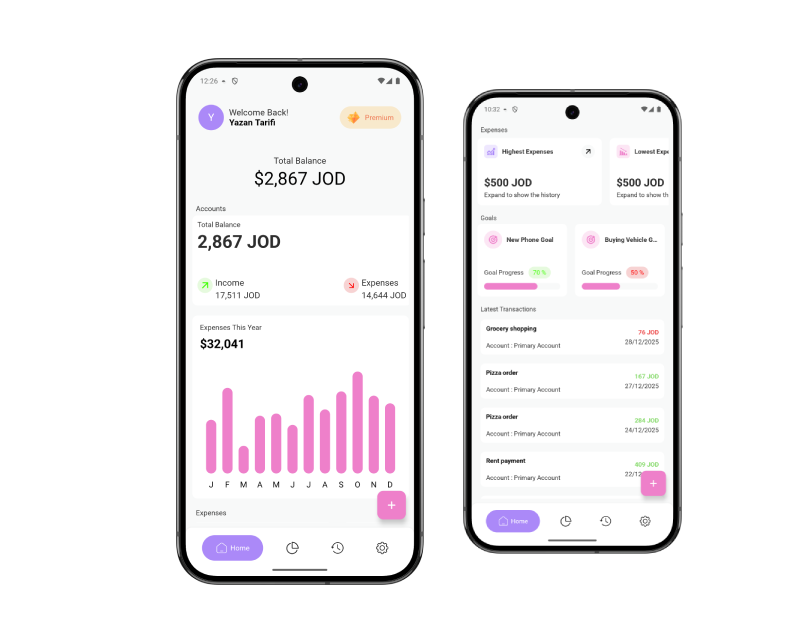 12:26
Y
Welcome Back!
Yazan Tarifi
Premium
Total Balance
$2,867 JOD
Accounts
Total Balance
2,867 JOD
Income
17,511 JOD
Expenses
14,644 JOD
Expenses This Year
$32,041
J F M A M J J A S O N D
Expenses
+
Home
10:32
Expenses
Highest Expenses
$500 JOD
Expand to show the history
Lowest Expe
$500 JOD
Expand to show th
Goals
New Phone Goal
Goal Progress 70 %
Buying Vehicle G...
Goal Progress 50 %
Latest Transactions
Grocery shopping
76 JOD
Account : Primary Account
28/12/2025
Pizza order
167 JOD
Account : Primary Account
27/12/2025
Pizza order
284 JOD
Account : Primary Account
24/12/2025
Rent payment
409 JOD
Account : Primary Account
22/12
+
Home